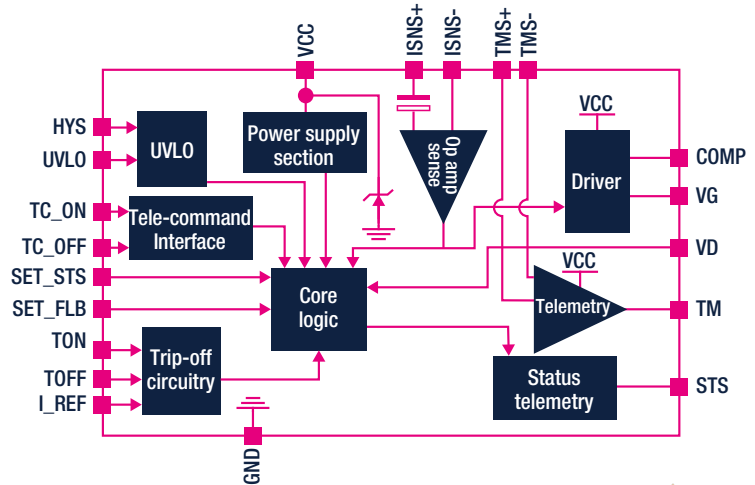 VCC
ISNS+
ISNS-
TMS+
TMS-
HYS
UVLO
TC_ON
TC_OFF
SET_STS
SET_FLB
TON
TOFF
I_REF
UVLO
Power supply
section
Op amp
sense
VCC
Driver
Tele-command
Interface
Core
logic
VCC
Telemetry
Trip-off
circuitry
Status
telemetry
COMP
VG
VD
TM
STS
GND